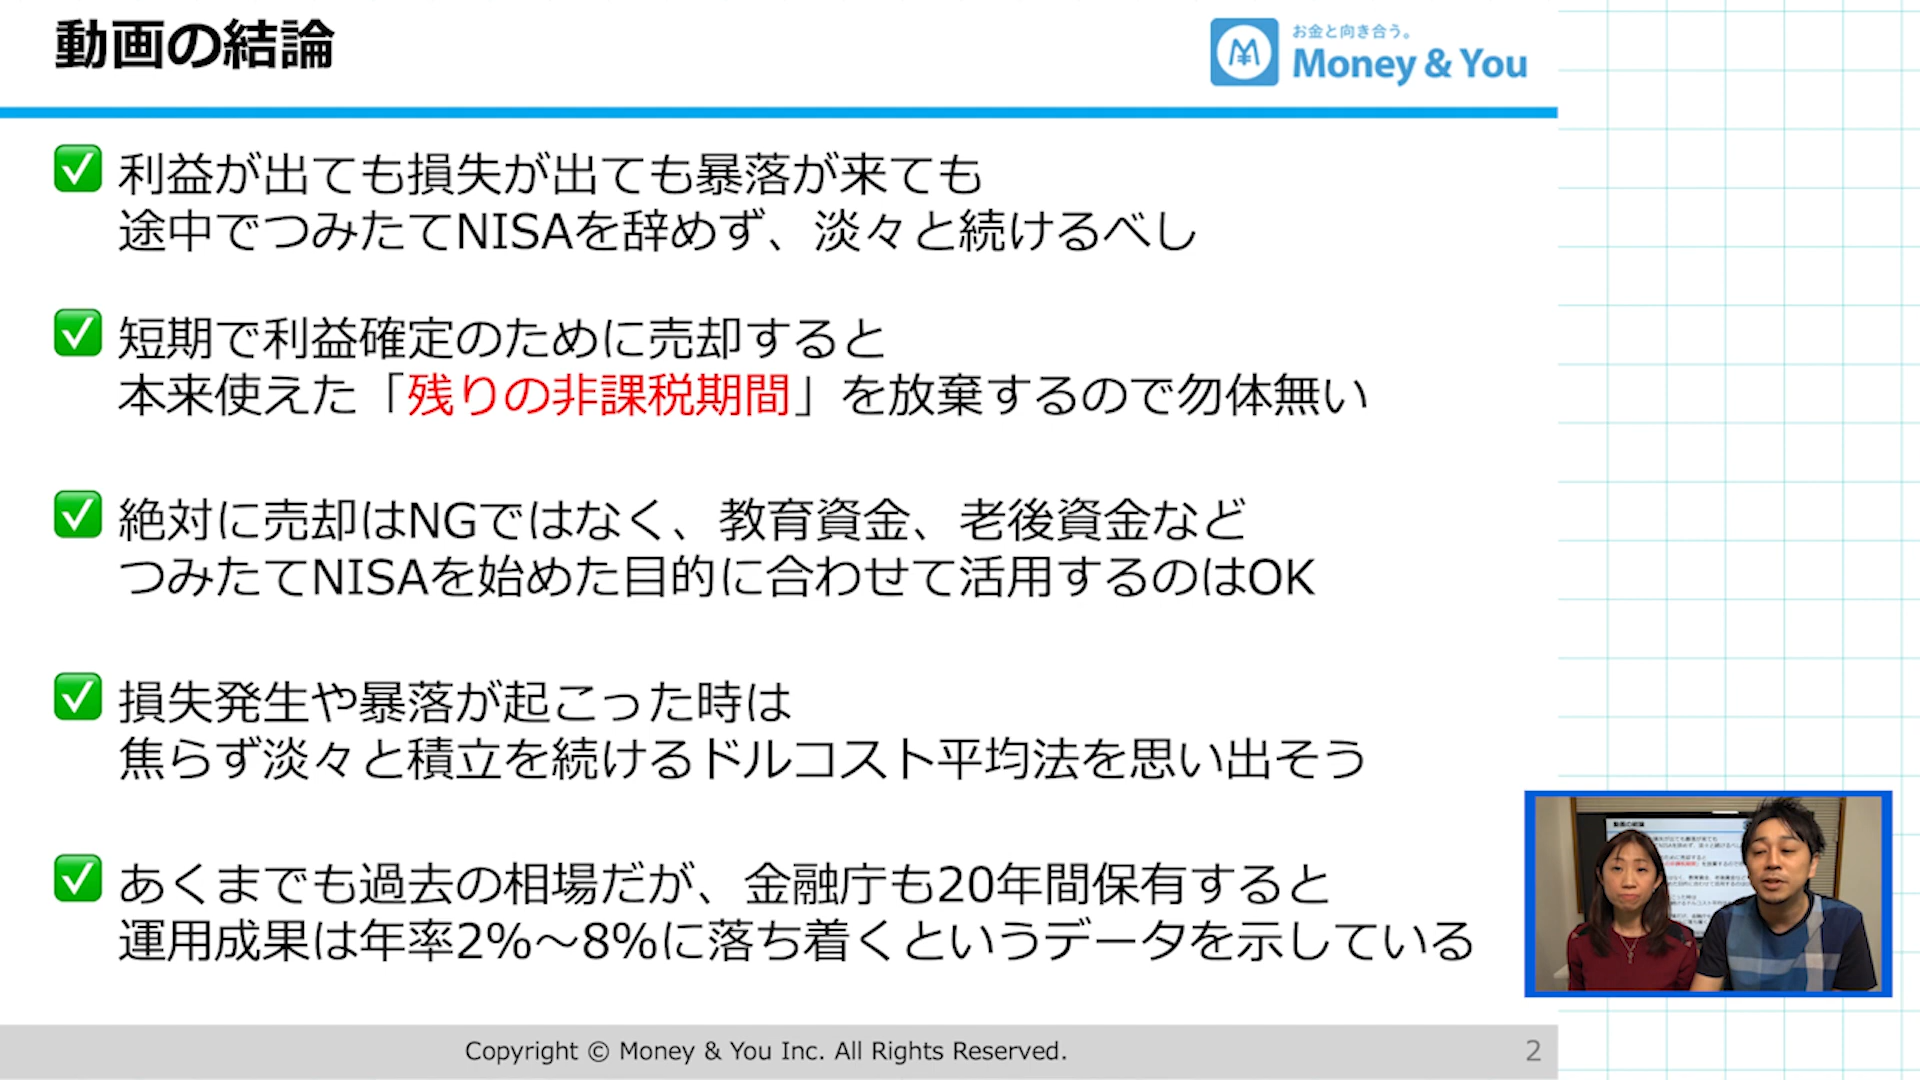 動画の結論
お金と向き合う。
Money & You
利益が出ても損失が出ても暴落が来ても
途中でつみたてNISAを辞めず、淡々と続けるべし
短期で利益確定のために売却すると
本来使えた「残りの非課税期間」を放棄するので勿体無い
絶対に売却はNGではなく、教育資金、老後資金など
つみたてNISAを始めた目的に合わせて活用するのはOK
損失発生や暴落が起こった時は
焦らず淡々と積立を続けるドルコスト平均法を思い出そう
あくまでも過去の相場だが、金融庁も20年間保有すると
運用成果は年率2%〜8%に落ち着くというデータを示している
Copyright © Money & You Inc. All Rights Reserved.
2